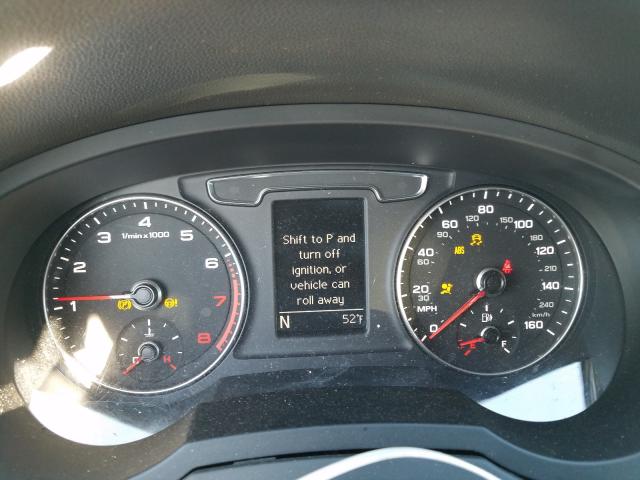 Shift to P and
turn off
ignition, or
vehicle can
roll away
N 52°F
1 2 3 4 5 6 7 8
1/min x 1000
C H
0 20 40 60 80 100 120 140 160
30 60 90 120 150 180 210 240
MPH
km/h
ABS
E F